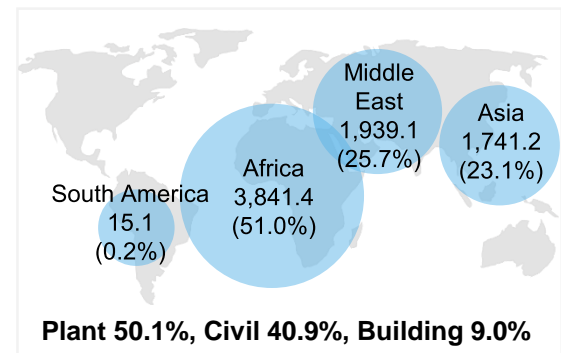 Middle
East
1,939.1
(25.7%)
Asia
1,741.2
(23.1%)
Africa
3,841.4
(51.0%)
South America
15.1
(0.2%)
Plant 50.1%, Civil 40.9%, Building 9.0%